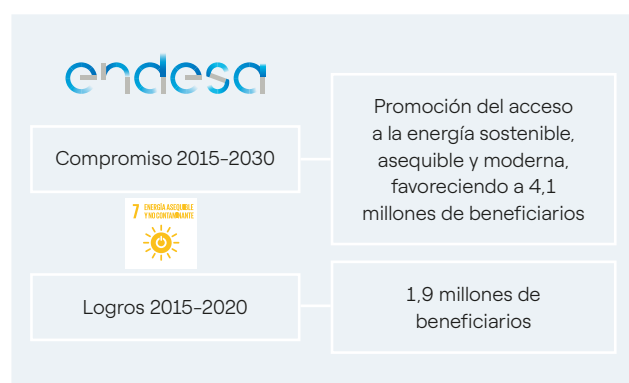 endesa
Compromiso 2015-2030
Promoción del acceso
a la energía sostenible,
asequible y moderna,
favoreciendo a 4,1
millones de beneficiarios
7 ENERGÍA ASEQUIBLE
Y NO CONTAMINANTE
Logros 2015-2020
1,9 millones de
beneficiarios